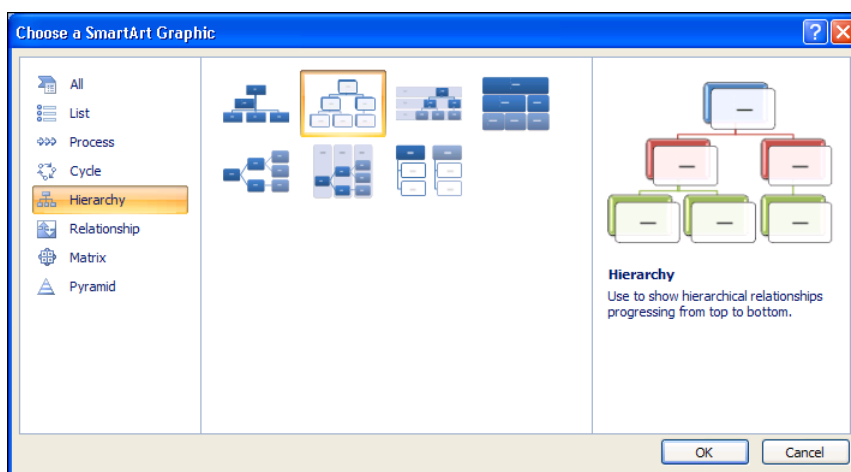 Choose a SmartArt Graphic
All
List
Process
Cycle
Hierarchy
Relationship
Matrix
Pyramid
Hierarchy
Use to show hierarchical relationships
progressing from top to bottom.
OK
Cancel